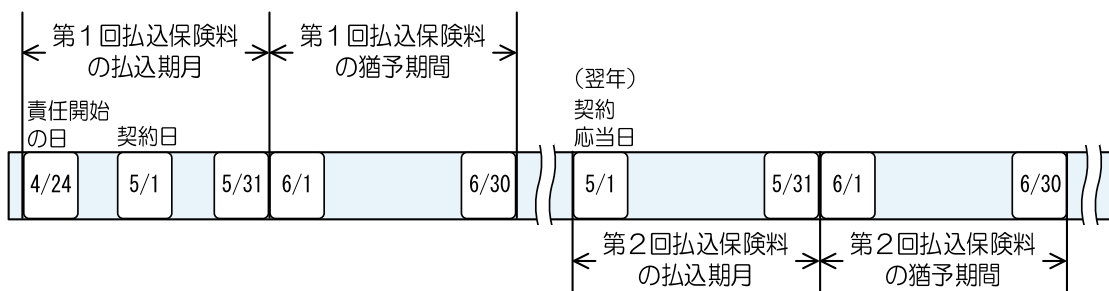 第1回払込保険料
の払込期月
第1回払込保険料
の猶予期間
責任開始
の日
契約日
(翌年)
契約
応当日
4/24
5/1
5/31
6/1
6/30
5/1
5/31
6/1
6/30
第2回払込保険料
の払込期月
第2回払込保険料
の猶予期間